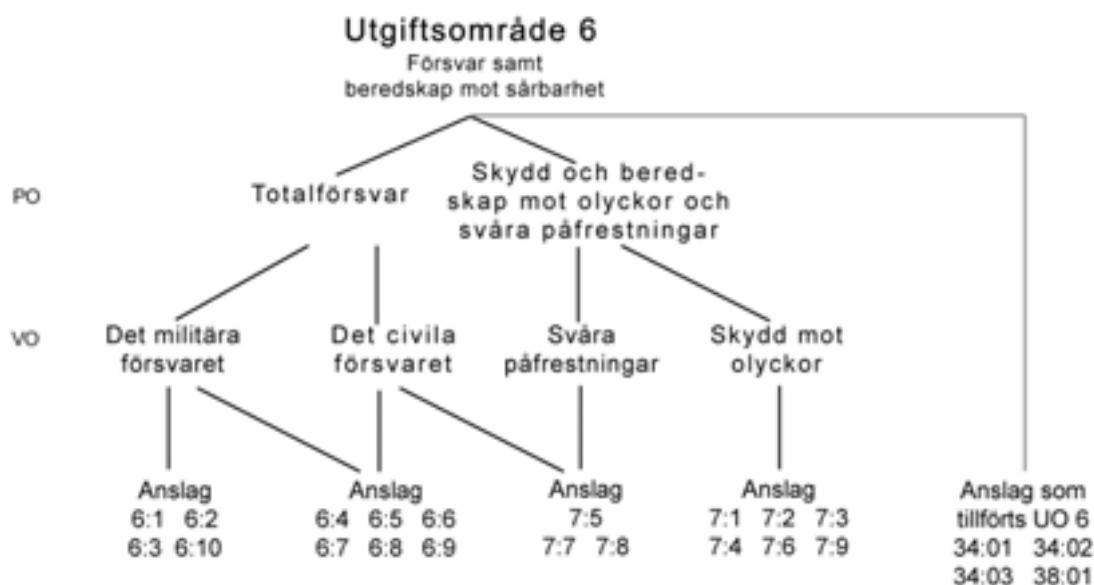 Utgiftsområde 6
Försvar samt
beredskap mot sårbarhet
PO
Totalförsvar
Skydd och bered-
skap mot olyckor och
svåra påfrestningar
VO
Det militära
försvaret
Det civila
försvaret
Svåra
påfrestningar
Skydd mot
olyckor
Anslag
6:1 6:2
6:3 6:10
Anslag
6:4 6:5 6:6
6:7 6:8 6:9
Anslag
7:5
7:7 7:8
Anslag
7:1 7:2 7:3
7:4 7:6 7:9
Anslag som
tillförts UO 6
34:01 34:02
34:03 38:01